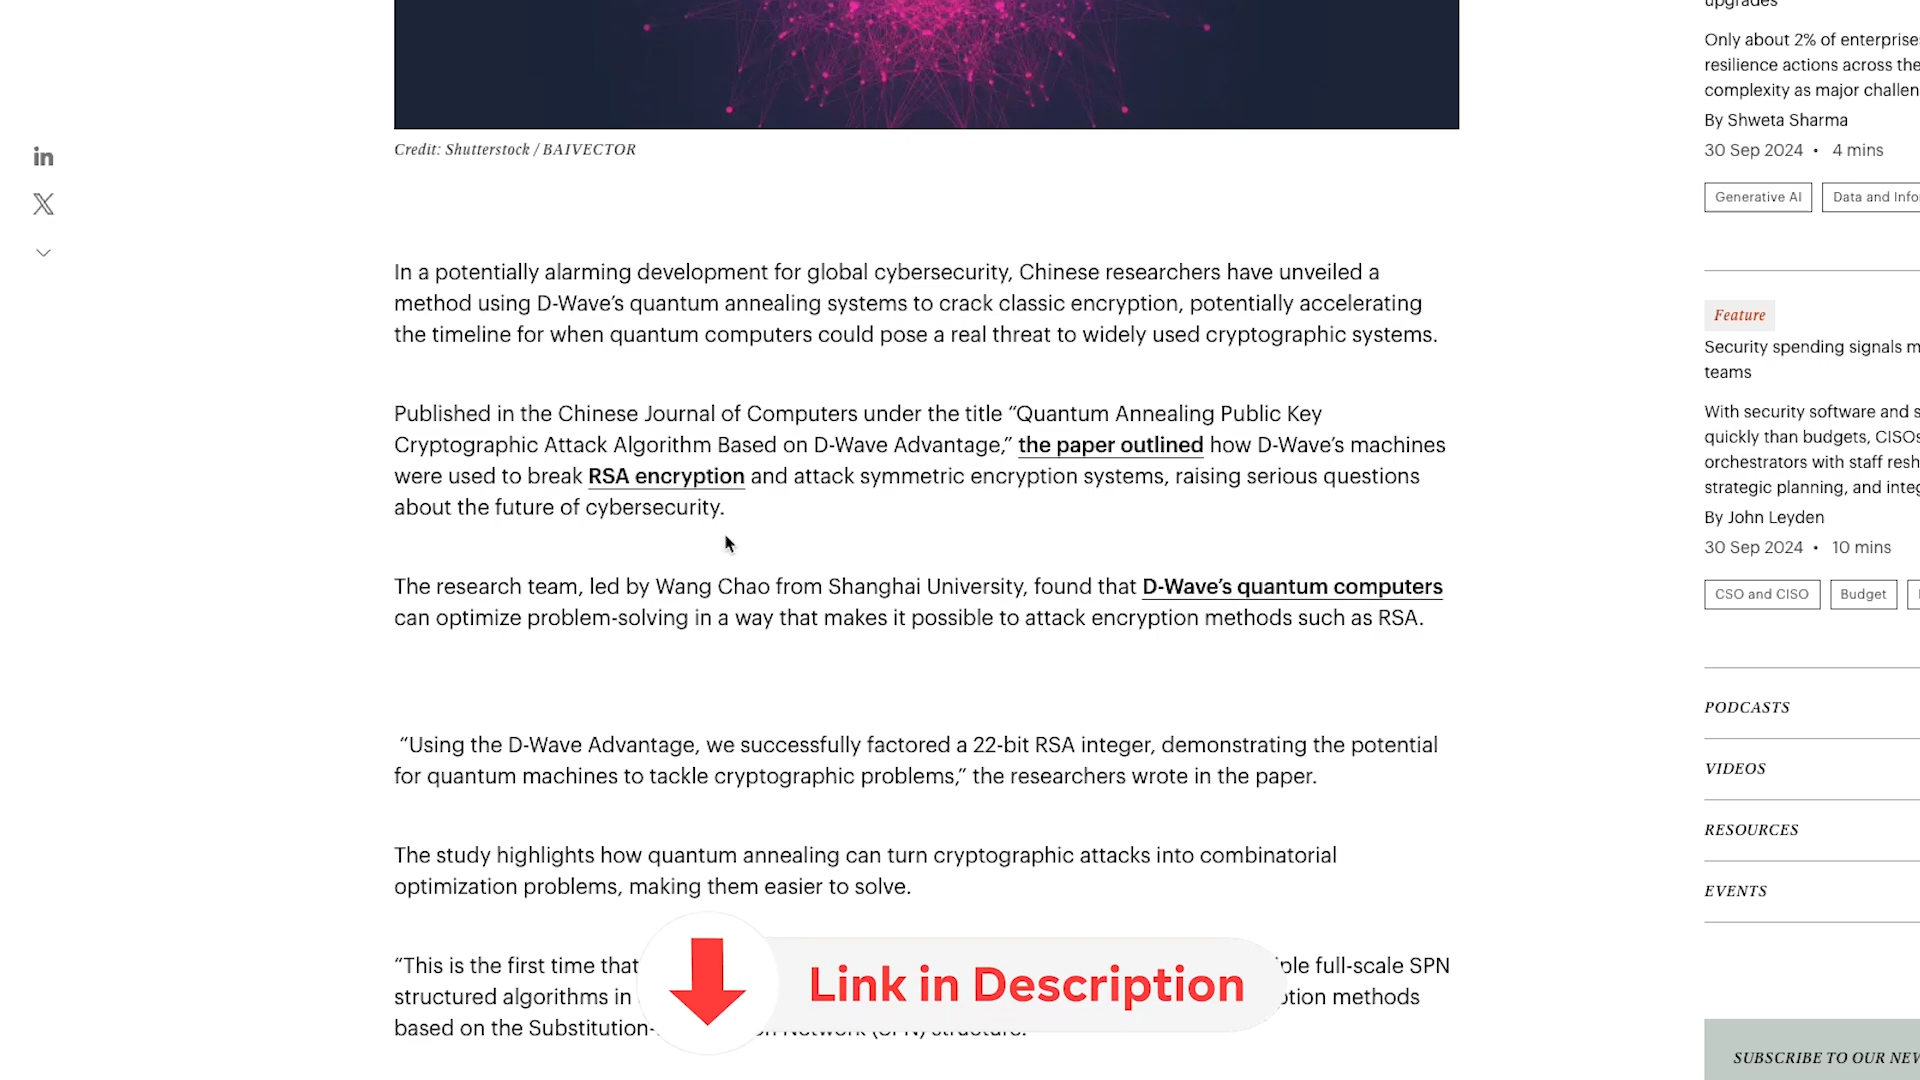 in
X
Credit: Shutterstock / BAIVECTOR
In a potentially alarming development for global cybersecurity, Chinese researchers have unveiled a
method using D-Wave’s quantum annealing systems to crack classic encryption, potentially accelerating
the timeline for when quantum computers could pose a real threat to widely used cryptographic systems.
Published in the Chinese Journal of Computers under the title “Quantum Annealing Public Key
Cryptographic Attack Algorithm Based on D-Wave Advantage,” the paper outlined how D-Wave’s machines
were used to break RSA encryption and attack symmetric encryption systems, raising serious questions
about the future of cybersecurity.
The research team, led by Wang Chao from Shanghai University, found that D-Wave’s quantum computers
can optimize problem-solving in a way that makes it possible to attack encryption methods such as RSA.
“Using the D-Wave Advantage, we successfully factored a 22-bit RSA integer, demonstrating the potential
for quantum machines to tackle cryptographic problems,” the researchers wrote in the paper.
The study highlights how quantum annealing can turn cryptographic attacks into combinatorial
optimization problems, making them easier to solve.
“This is the first time that ple full-scale SPN
structured algorithms in tion methods
based on the Substitution- Network (SPN) structure.
Link in Description
upgrades
Only about 2% of enterprise
resilience actions across the
complexity as major challen
By Shweta Sharma
30 Sep 2024 • 4 mins
Generative AI
Data and Info
Feature
Security spending signals m
teams
With security software and s
quickly than budgets, CISOs
orchestrators with staff resh
strategic planning, and integ
By John Leyden
30 Sep 2024 • 10 mins
CSO and CISO
Budget
PODCASTS
VIDEOS
RESOURCES
EVENTS
SUBSCRIBE TO OUR NEW